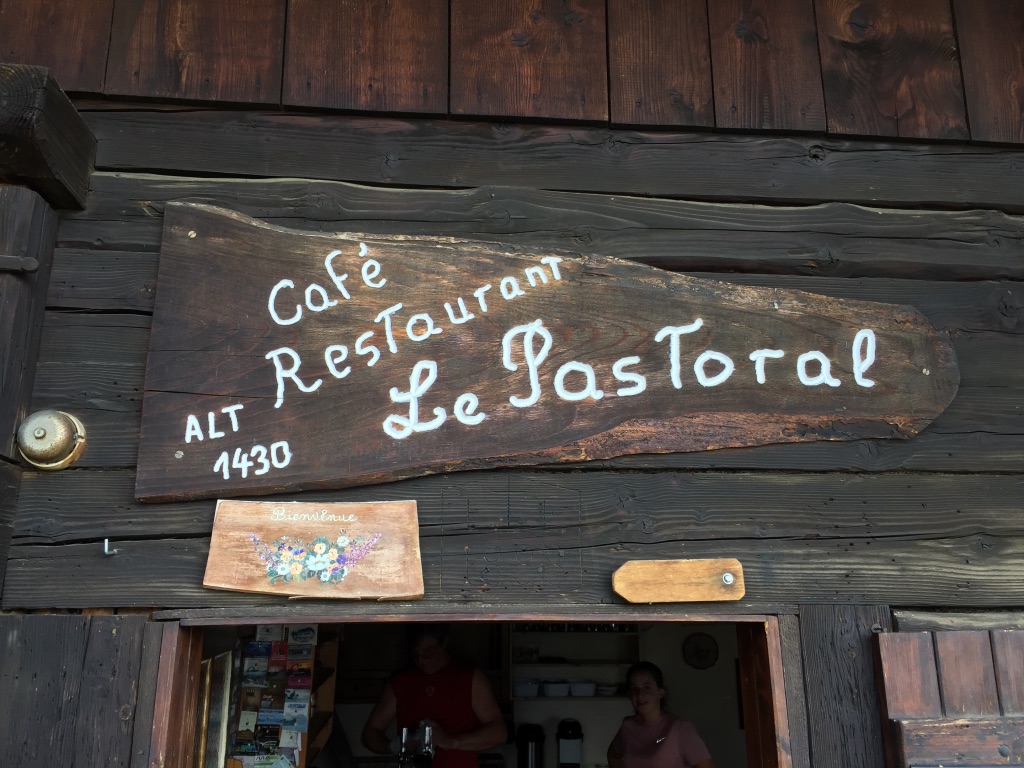 Café
Restaurant
Le Pastoral
ALT
1430
Bienvenue